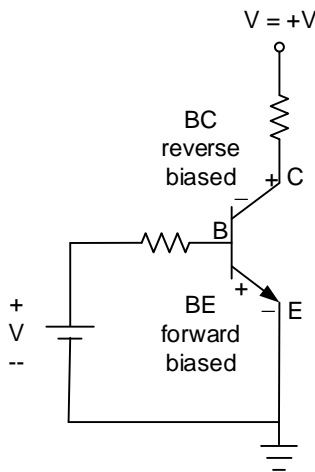 V = +V
BC
reverse
biased
+ C
–
B
+
BE
forward
biased
– E
+
V
--